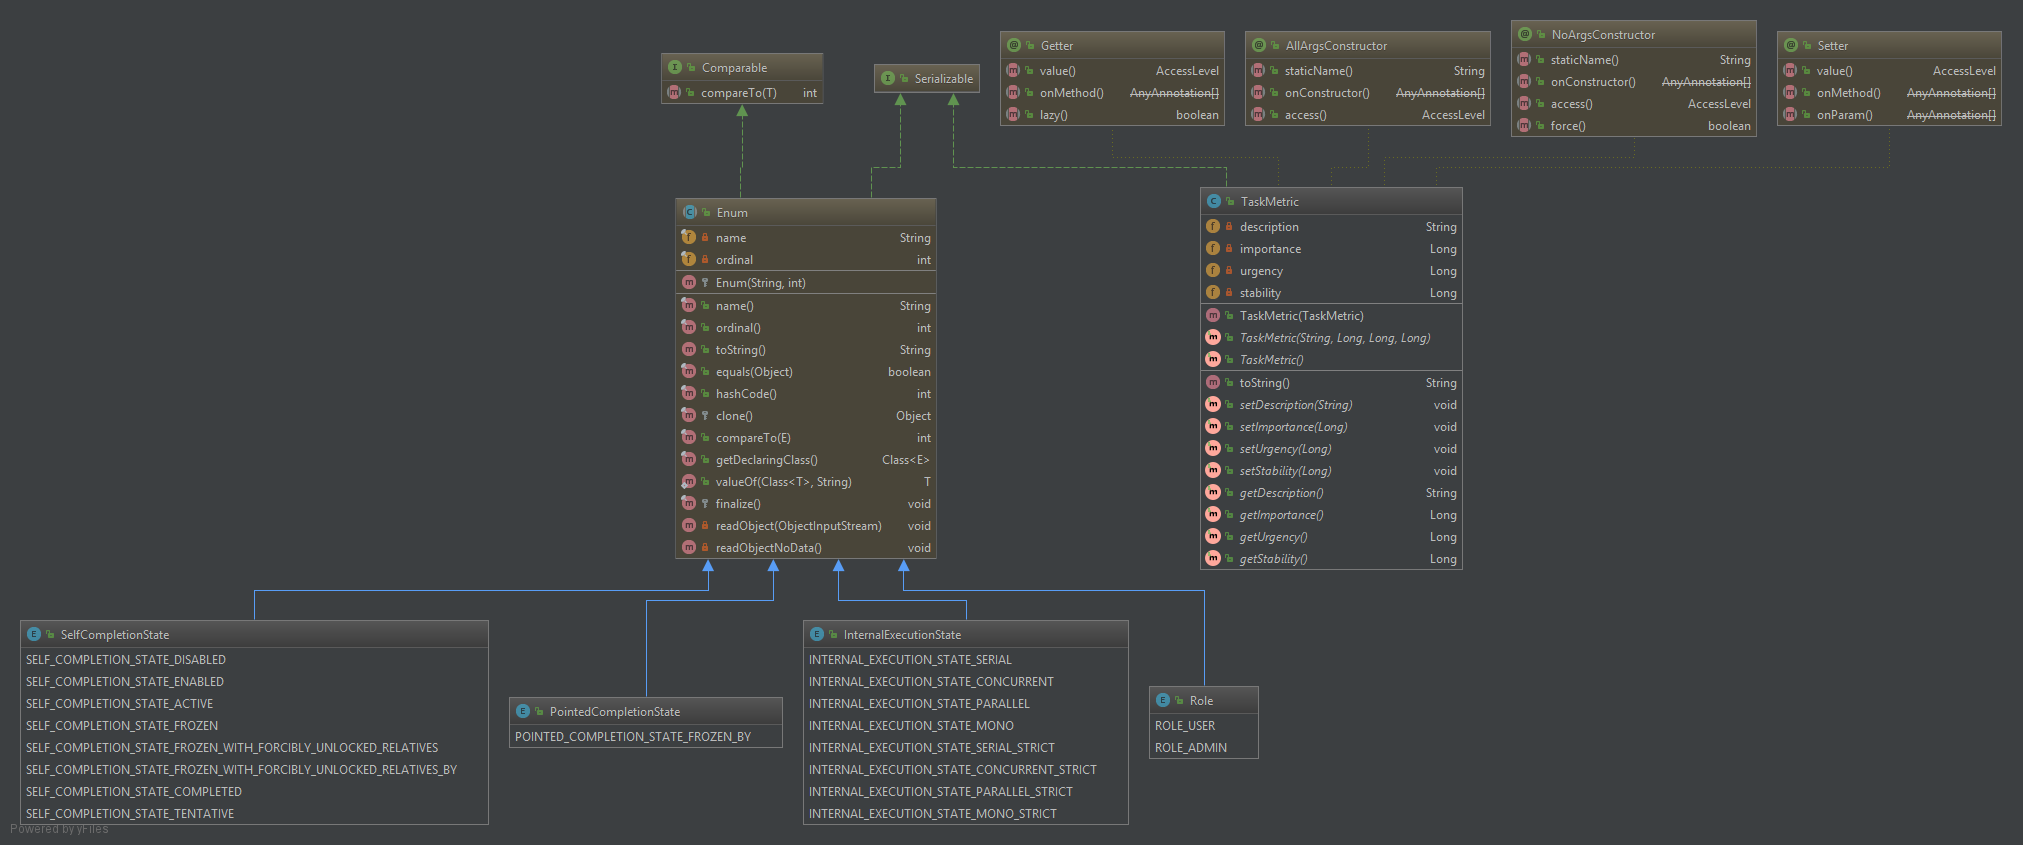 Comparable
compareTo(T) int
Serializable
Getter
value() AccessLevel
onMethod() AnyAnnotation[]
lazy() boolean
AllArgsConstructor
staticName() String
onConstructor() AnyAnnotation[]
access() AccessLevel
NoArgsConstructor
staticName() String
onConstructor() AnyAnnotation[]
access() AccessLevel
force() boolean
Setter
value() AccessLevel
onMethod() AnyAnnotation[]
onParam() AnyAnnotation[]
Enum
name String
ordinal int
Enum(String, int)
name() String
ordinal() int
toString() String
equals(Object) boolean
hashCode() int
clone() Object
compareTo(E) int
getDeclaringClass() Class<E>
valueOf(Class<T>, String) T
finalize() void
readObject(ObjectInputStream) void
readObjectNoData() void
TaskMetric
description String
importance Long
urgency Long
stability Long
TaskMetric(TaskMetric)
TaskMetric(String, Long, Long, Long)
TaskMetric()
toString() String
setDescription(String) void
setImportance(Long) void
setUrgency(Long) void
setStability(Long) void
getDescription() String
getImportance() Long
getUrgency() Long
getStability() Long
SelfCompletionState
SELF_COMPLETION_STATE_DISABLED
SELF_COMPLETION_STATE_ENABLED
SELF_COMPLETION_STATE_ACTIVE
SELF_COMPLETION_STATE_FROZEN
SELF_COMPLETION_STATE_FROZEN_WITH_FORCIBLY_UNLOCKED_RELATIVES
SELF_COMPLETION_STATE_FROZEN_WITH_FORCIBLY_UNLOCKED_RELATIVES_BY
SELF_COMPLETION_STATE_COMPLETED
SELF_COMPLETION_STATE_TENTATIVE
PointedCompletionState
POINTED_COMPLETION_STATE_FROZEN_BY
InternalExecutionState
INTERNAL_EXECUTION_STATE_SERIAL
INTERNAL_EXECUTION_STATE_CONCURRENT
INTERNAL_EXECUTION_STATE_PARALLEL
INTERNAL_EXECUTION_STATE_MONO
INTERNAL_EXECUTION_STATE_SERIAL_STRICT
INTERNAL_EXECUTION_STATE_CONCURRENT_STRICT
INTERNAL_EXECUTION_STATE_PARALLEL_STRICT
INTERNAL_EXECUTION_STATE_MONO_STRICT
Role
ROLE_USER
ROLE_ADMIN
Powered by yFiles